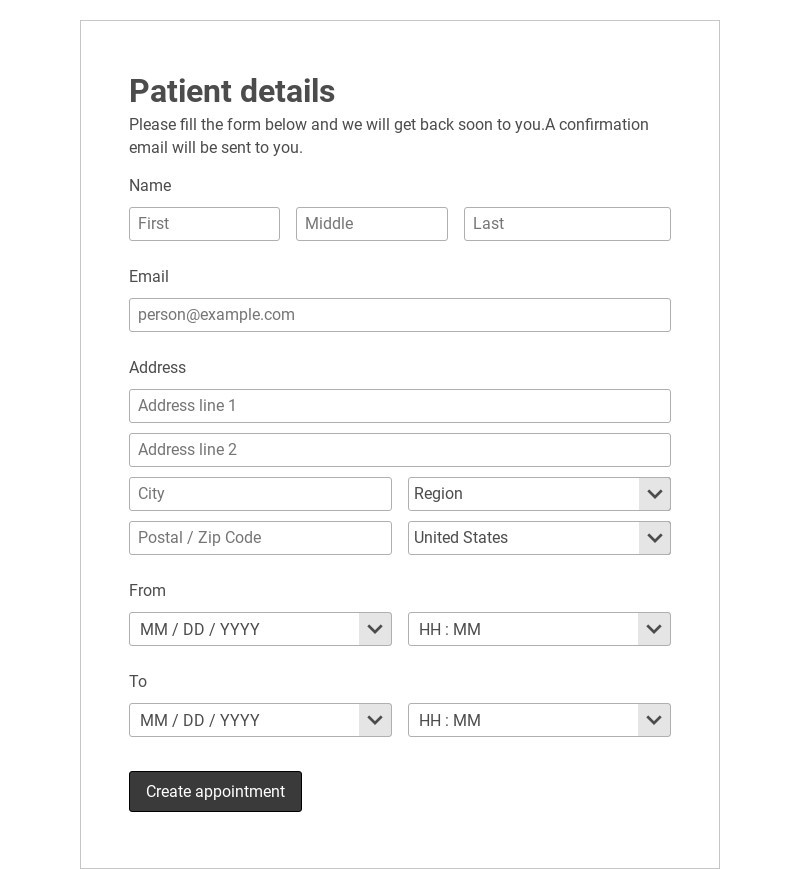 Patient details
Please fill the form below and we will get back soon to you.A confirmation
email will be sent to you.
Name
First Middle Last
Email
person@example.com
Address
Address line 1
Address line 2
City Region
Postal / Zip Code United States
From
MM / DD / YYYY HH : MM
To
MM / DD / YYYY HH : MM
Create appointment